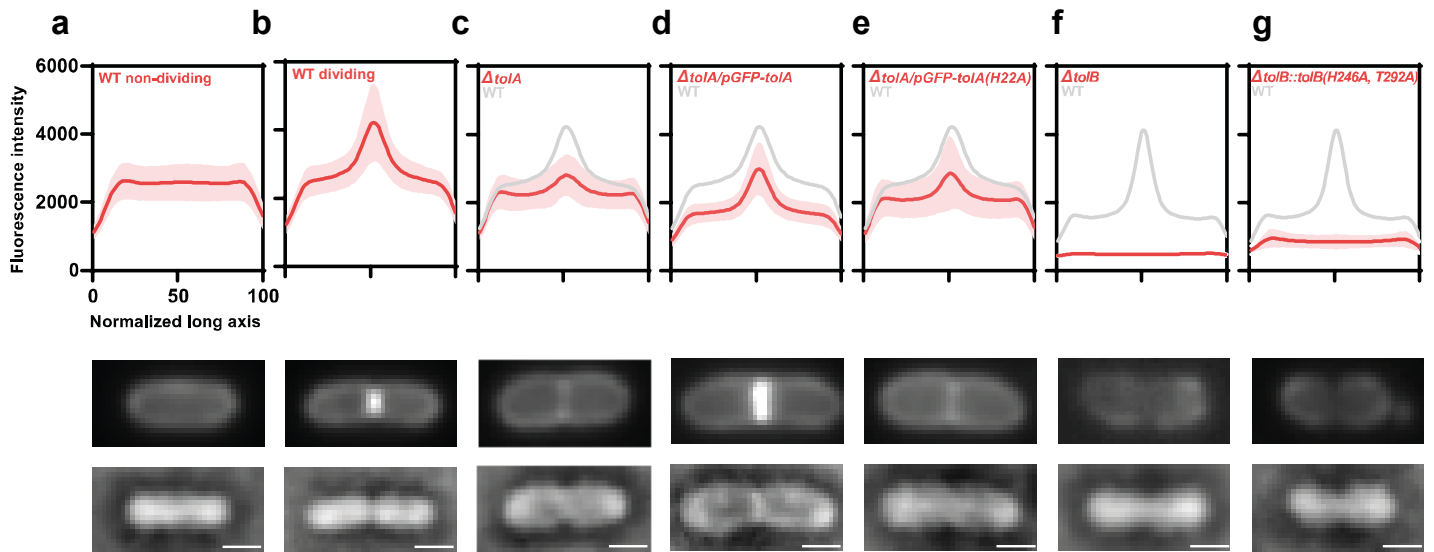 a b c d e f g
6000
4000
2000
0
Fluorescence intensity
WT non-dividing
WT dividing
ΔtolA
WT
ΔtolA/pGFP-tolA
WT
ΔtolA/pGFP-tolA(H22A)
WT
ΔtolB
WT
ΔtolB::tolB(H246A, T292A)
WT
0 50 100
Normalized long axis